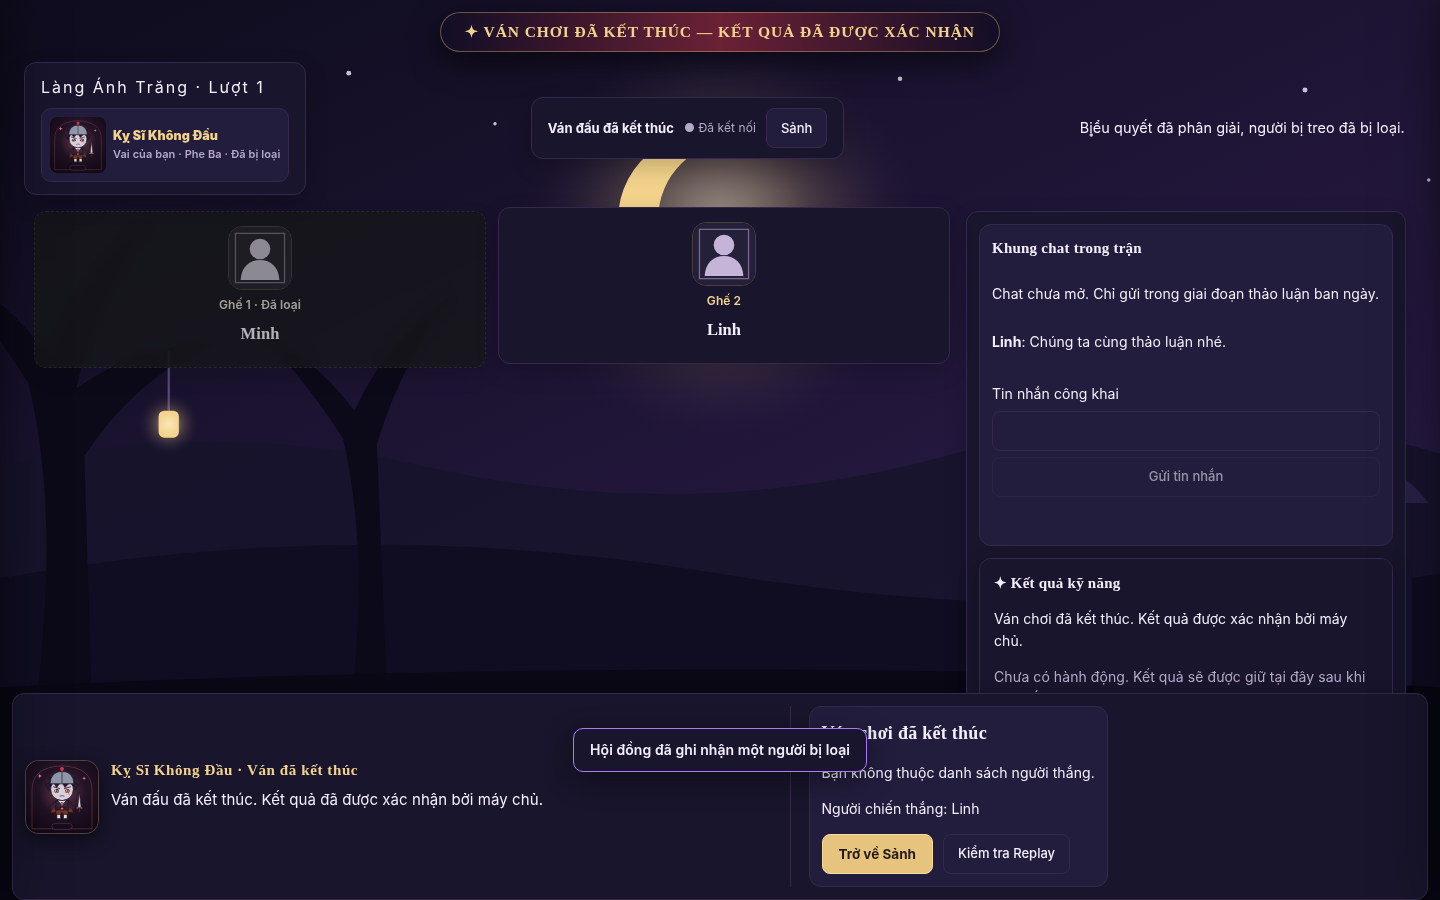 ✦ VÁN CHƠI ĐÃ KẾT THÚC — KẾT QUẢ ĐÃ ĐƯỢC XÁC NHẬN
Làng Ánh Trăng · Lượt 1
Kỵ Sĩ Không Đầu
Vai của bạn · Phe Ba · Đã bị loại
Ván đấu đã kết thúc
Đã kết nối
Sảnh
Biểu quyết đã phân giải, người bị treo đã bị loại.
Ghế 1 · Đã loại
Minh
Ghế 2
Linh
Khung chat trong trận
Chat chưa mở. Chỉ gửi trong giai đoạn thảo luận ban ngày.
Linh: Chúng ta cùng thảo luận nhé.
Tin nhắn công khai
Gửi tin nhắn
✦ Kết quả kỹ năng
Ván chơi đã kết thúc. Kết quả được xác nhận bởi máy
chủ.
Chưa có hành động. Kết quả sẽ được giữ tại đây sau khi
Kỵ Sĩ Không Đầu · Ván đã kết thúc
Ván đấu đã kết thúc. Kết quả đã được xác nhận bởi máy chủ.
Hội đồng đã ghi nhận một người bị loại
chơi đã kết thúc
Bạn không thuộc danh sách người thắng.
Người chiến thắng: Linh
Trở về Sảnh
Kiểm tra Replay